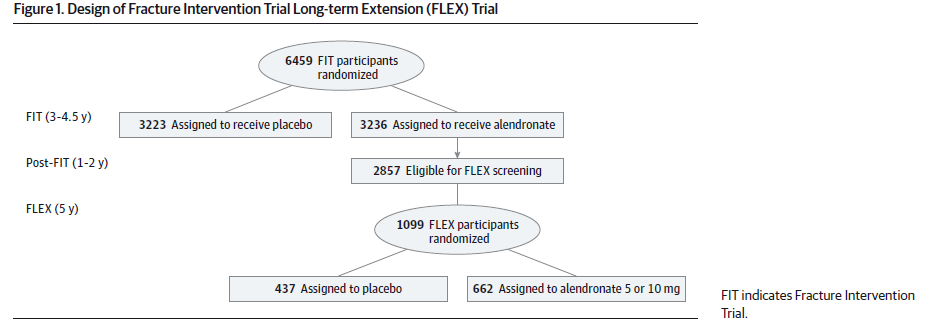 Figure 1. Design of Fracture Intervention Trial Long-term Extension (FLEX) Trial
6459 FIT participants
randomized
FIT (3-4.5 y)
3223 Assigned to receive placebo
3236 Assigned to receive alendronate
Post-FIT (1-2 y)
2857 Eligible for FLEX screening
FLEX (5 y)
1099 FLEX participants
randomized
437 Assigned to placebo
662 Assigned to alendronate 5 or 10 mg
FIT indicates Fracture Intervention
Trial.